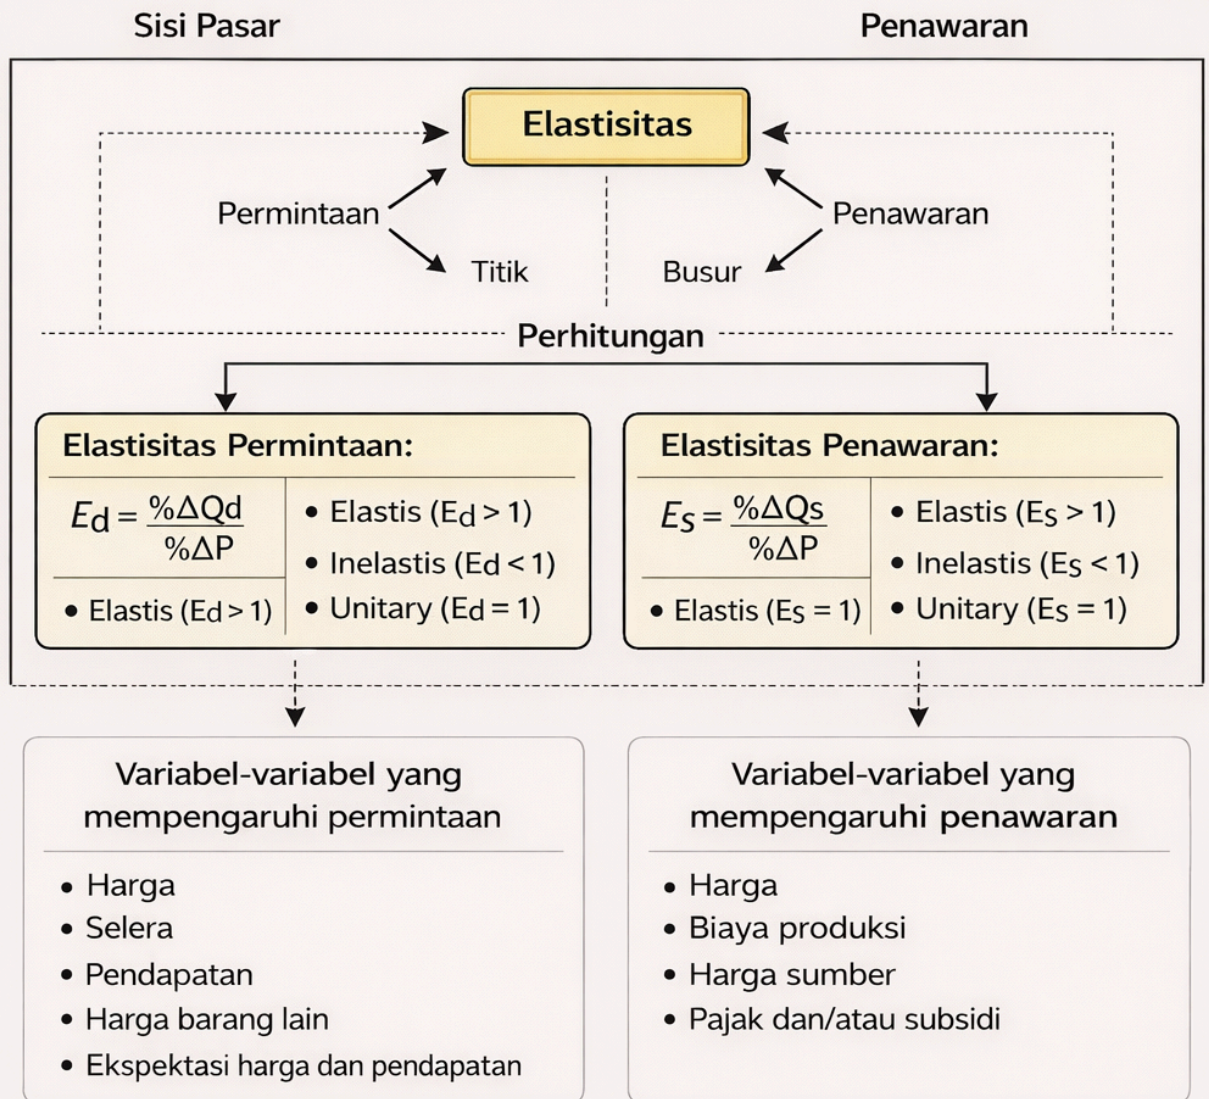 Sisi Pasar
Penawaran
Elastisitas
Permintaan
Penawaran
Titik
Busur
Perhitungan
Elastisitas Permintaan:
Ed = %ΔQd
%ΔP
• Elastis (Ed > 1)
• Elastis (Ed > 1)
• Inelastis (Ed < 1)
• Unitary (Ed = 1)
Elastisitas Penawaran:
Es = %ΔQs
%ΔP
• Elastis (Es = 1)
• Elastis (Es > 1)
• Inelastis (Es < 1)
• Unitary (Es = 1)
Variabel-variabel yang
mempengaruhi permintaan
• Harga
• Selera
• Pendapatan
• Harga barang lain
• Ekspektasi harga dan pendapatan
Variabel-variabel yang
mempengaruhi penawaran
• Harga
• Biaya produksi
• Harga sumber
• Pajak dan/atau subsidi